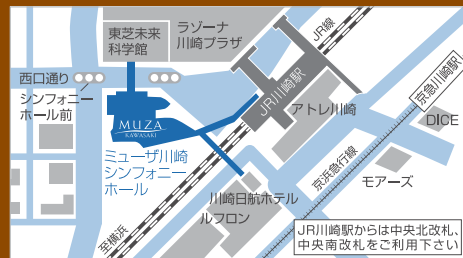 東芝未来
科学館
ラゾーナ
川崎プラザ
JR線
西口通り
シンフォニー
ホール前
JR川崎駅
京急川崎駅
アトレ川崎
MUZA
KAWASAKI
DICE
ミューザ川崎
シンフォニー
ホール
京浜急行線
モアーズ
川崎日航ホテル
ルフロン
至横浜
JR川崎駅からは中央北改札、
中央南改札をご利用下さい